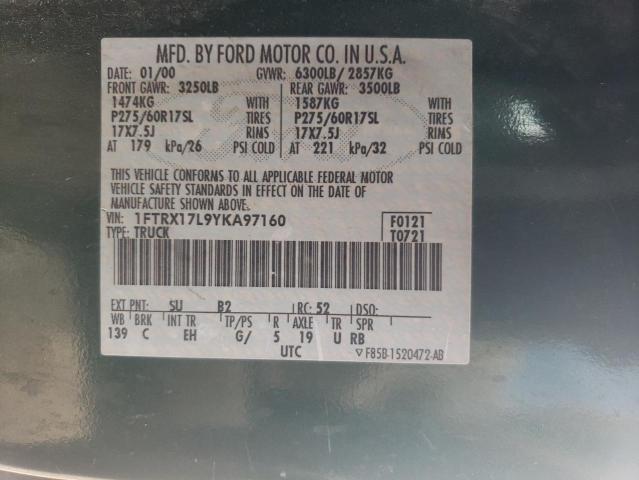 MFD. BY FORD MOTOR CO. IN U.S.A.
DATE: 01/00 GVWR: 6300LB/ 2857KG
FRONT GAWR: 3250LB REAR GAWR: 3500LB
1474KG WITH 1587KG WITH
P275/60R17SL TIRES P275/60R17SL TIRES
17X7.5J RIMS 17X7.5J RIMS
AT 179 kPa/26 PSI COLD AT 221 kPa/32 PSI COLD
THIS VEHICLE CONFORMS TO ALL APPLICABLE FEDERAL MOTOR
VEHICLE SAFETY STANDARDS IN EFFECT ON THE DATE OF
MANUFACTURE SHOWN ABOVE.
VIN: 1FTRX17L9YKA97160 F0121
TYPE: TRUCK T0721
EXT PNT: SU B2 RC: 52 DSO:
WB BRK INT TR TP/PS R AXLE TR SPR
139 C EH G/ 5 19 U RB
UTC ▽F85B-1520472-AB